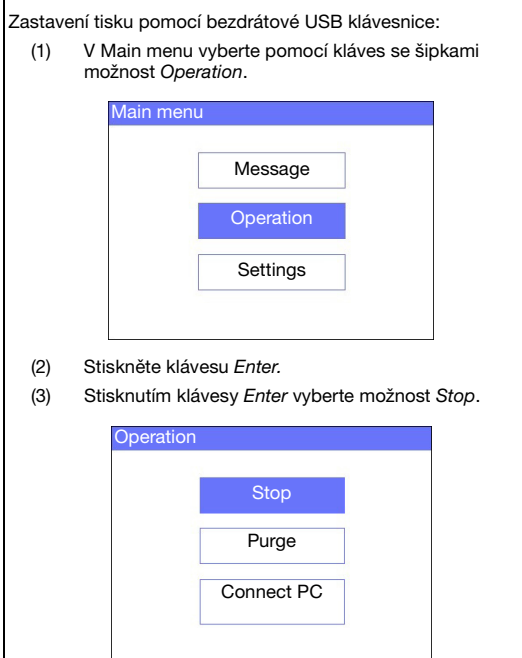 Zastavení tisku pomocí bezdrátové USB klávesnice:
(1) V Main menu vyberte pomocí kláves se šipkami
možnost Operation.
Main menu
Message
Operation
Settings
(2) Stiskněte klávesu Enter.
(3) Stisknutím klávesy Enter vyberte možnost Stop.
Operation
Stop
Purge
Connect PC